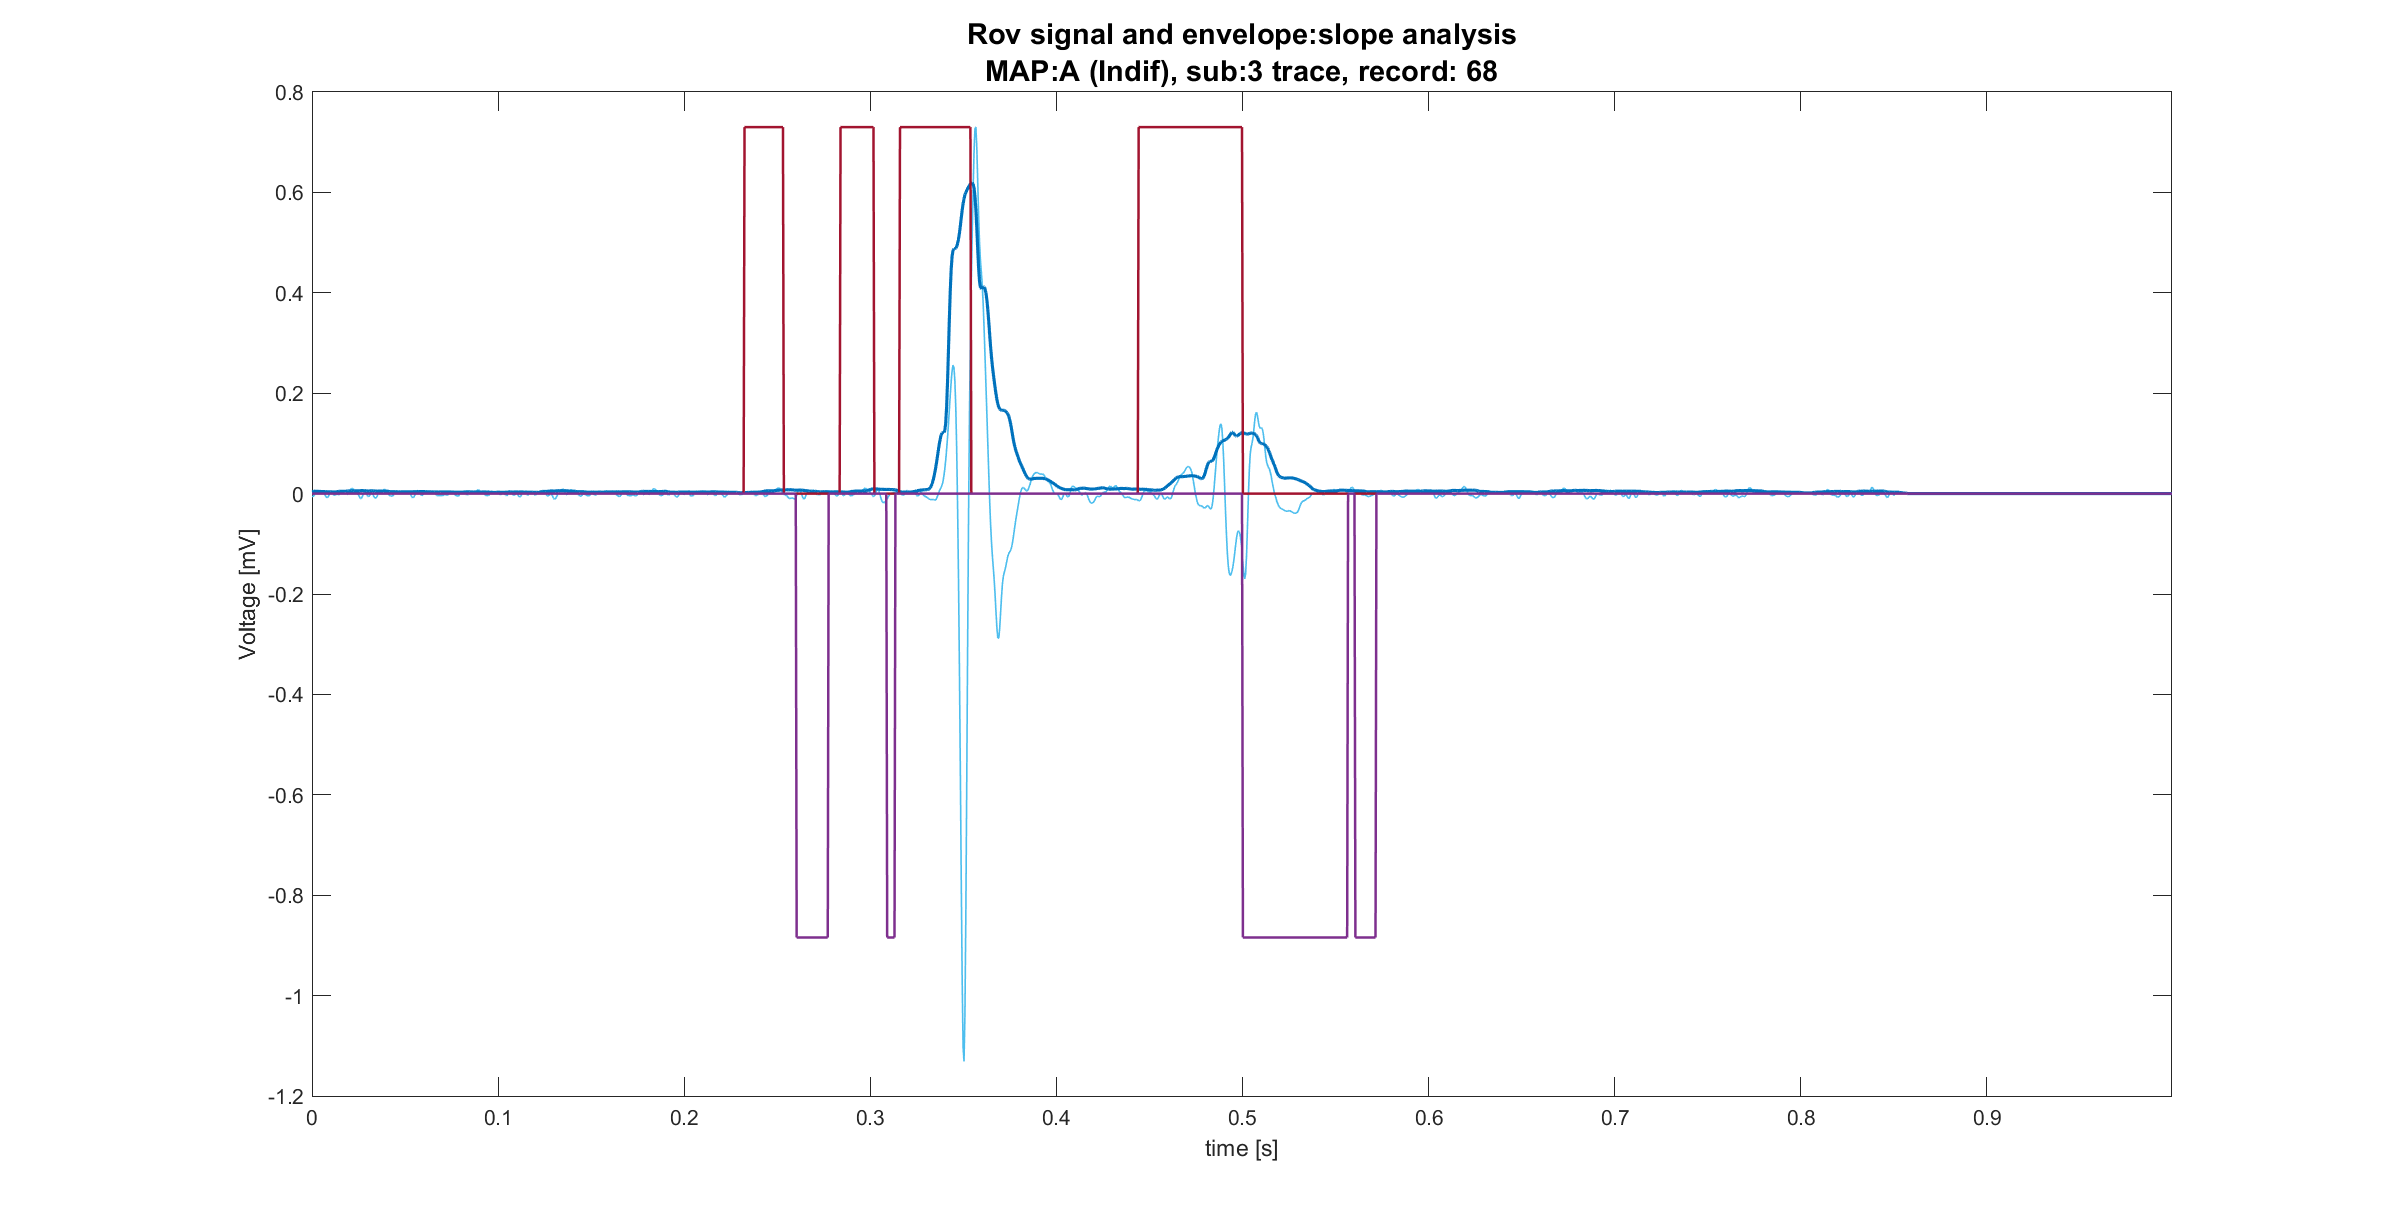 Rov signal and envelope:slope analysis
MAP:A (Indif), sub:3 trace, record: 68
0.8
0.6
0.4
0.2
0
-0.2
-0.4
-0.6
-0.8
-1
-1.2
Voltage [mV]
0 0.1 0.2 0.3 0.4 0.5 0.6 0.7 0.8 0.9
time [s]